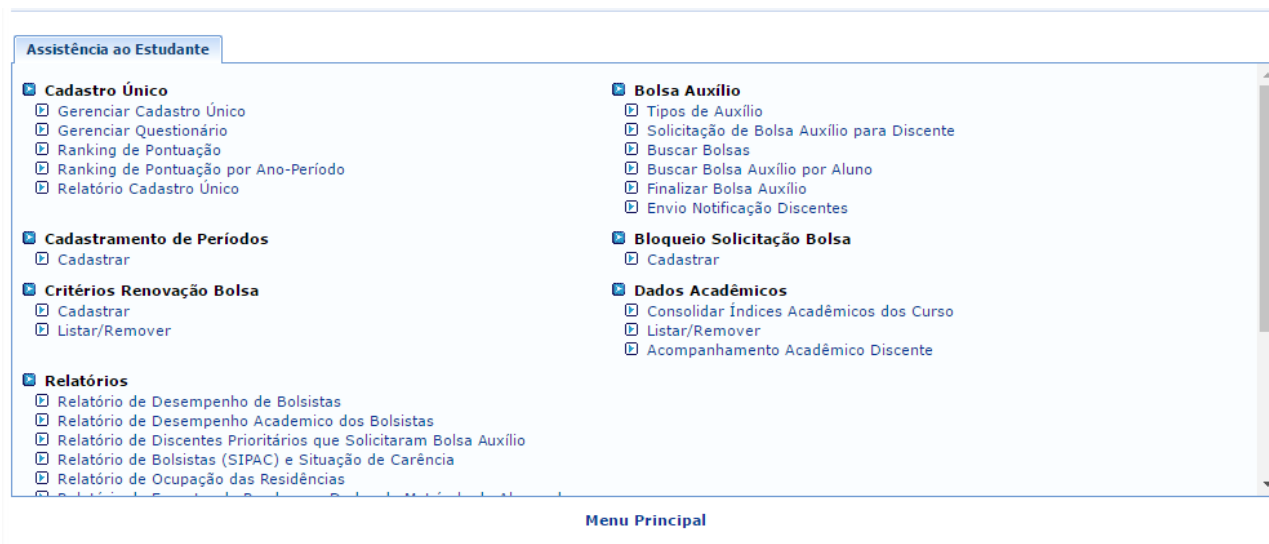 Assistência ao Estudante
Cadastro Único
Gerenciar Cadastro Único
Gerenciar Questionário
Ranking de Pontuação
Ranking de Pontuação por Ano-Período
Relatório Cadastro Único
Bolsa Auxílio
Tipos de Auxílio
Solicitação de Bolsa Auxílio para Discente
Buscar Bolsas
Buscar Bolsa Auxílio por Aluno
Finalizar Bolsa Auxílio
Envio Notificação Discentes
Cadastramento de Períodos
Cadastrar
Bloqueio Solicitação Bolsa
Cadastrar
Critérios Renovação Bolsa
Cadastrar
Listar/Remover
Dados Acadêmicos
Consolidar Índices Acadêmicos dos Curso
Listar/Remover
Acompanhamento Acadêmico Discente
Relatórios
Relatório de Desempenho de Bolsistas
Relatório de Desempenho Academico dos Bolsistas
Relatório de Discentes Prioritários que Solicitaram Bolsa Auxílio
Relatório de Bolsistas (SIPAC) e Situação de Carência
Relatório de Ocupação das Residências
Menu Principal